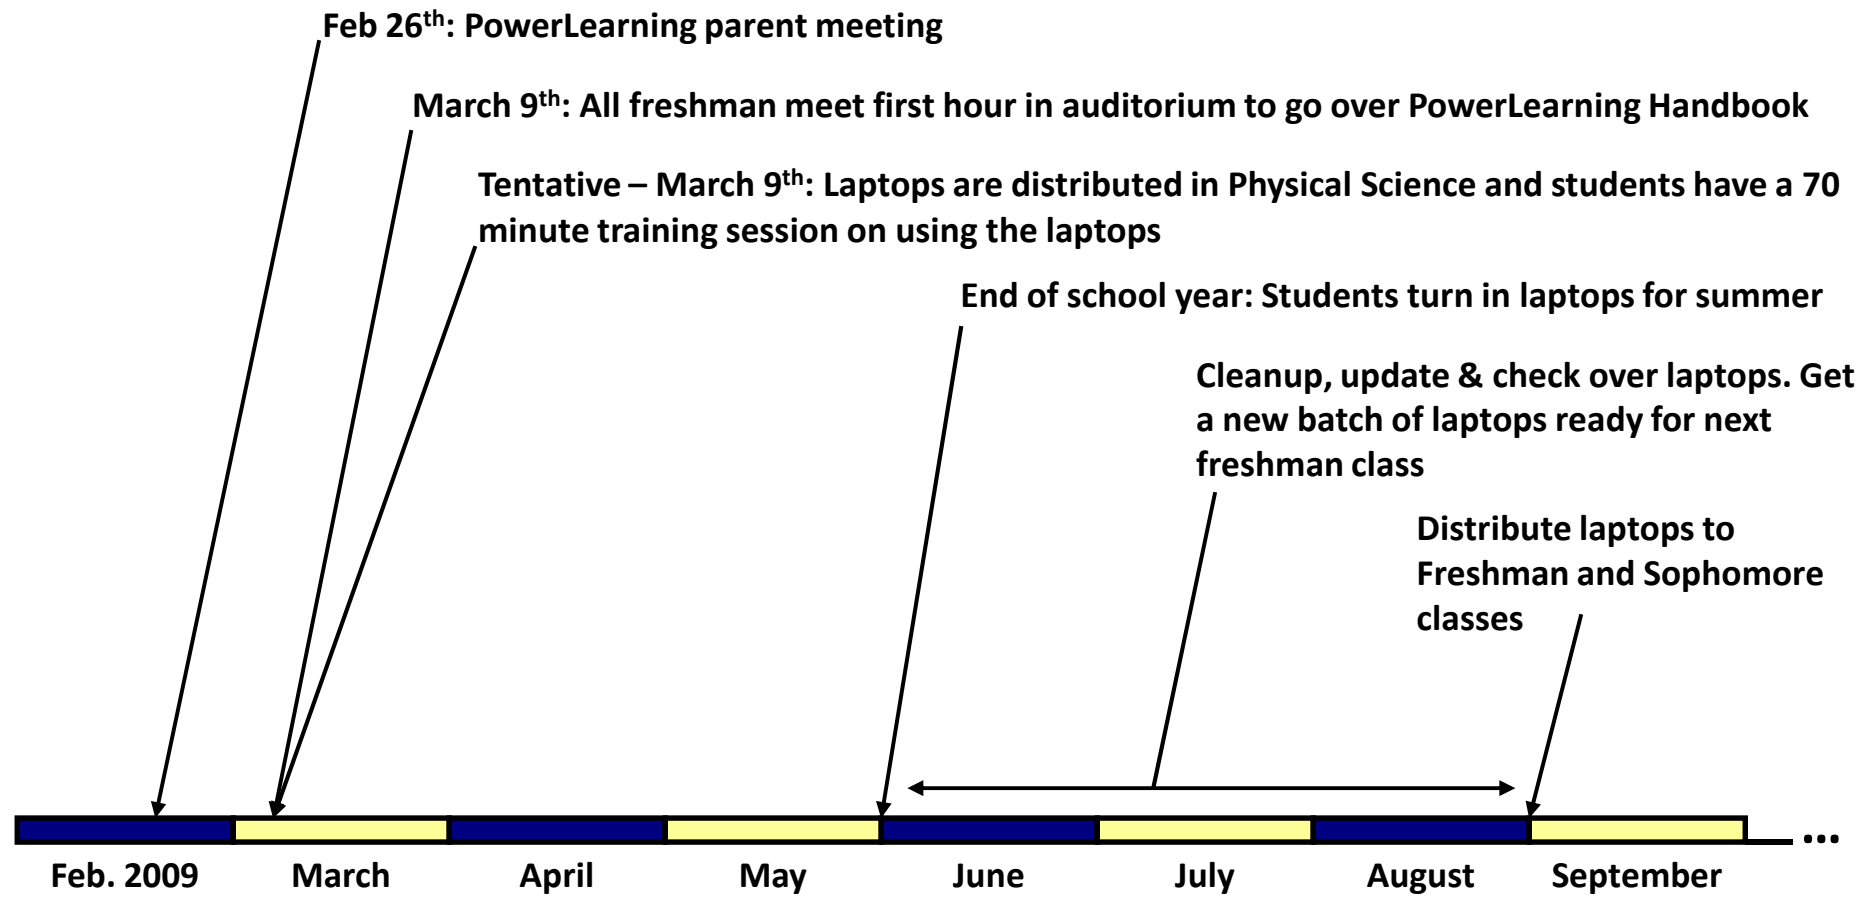 Feb 26th: PowerLearning parent meeting
March 9th: All freshman meet first hour in auditorium to go over PowerLearning Handbook
Tentative – March 9th: Laptops are distributed in Physical Science and students have a 70
minute training session on using the laptops
End of school year: Students turn in laptops for summer
Cleanup, update & check over laptops. Get
a new batch of laptops ready for next
freshman class
Distribute laptops to
Freshman and Sophomore
classes
...
Feb. 2009 March April May June July August September